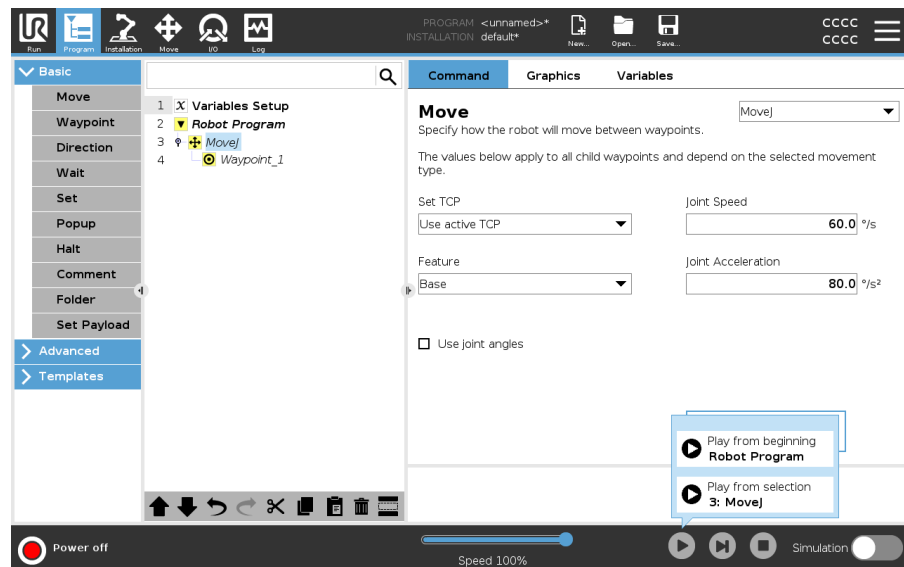 PROGRAM <unnamed>*
INSTALLATION default*
CCCC
CCCC
UR
Run
Program
Installation
Move
I/O
Log
New...
Open...
Save...
Basic
Move
Waypoint
Direction
Wait
Set
Popup
Halt
Comment
Folder
Set Payload
Advanced
Templates
1 X Variables Setup
2 Robot Program
3 MoveJ
4 Waypoint_1
Command Graphics Variables
Move
MoveJ
Specify how the robot will move between waypoints.
The values below apply to all child waypoints and depend on the selected movement
type.
Set TCP
Joint Speed
Use active TCP
60.0 °/s
Feature
Joint Acceleration
Base
80.0 °/s²
Use joint angles
Play from beginning
Robot Program
Play from selection
3: MoveJ
Power off
Speed 100%
Simulation